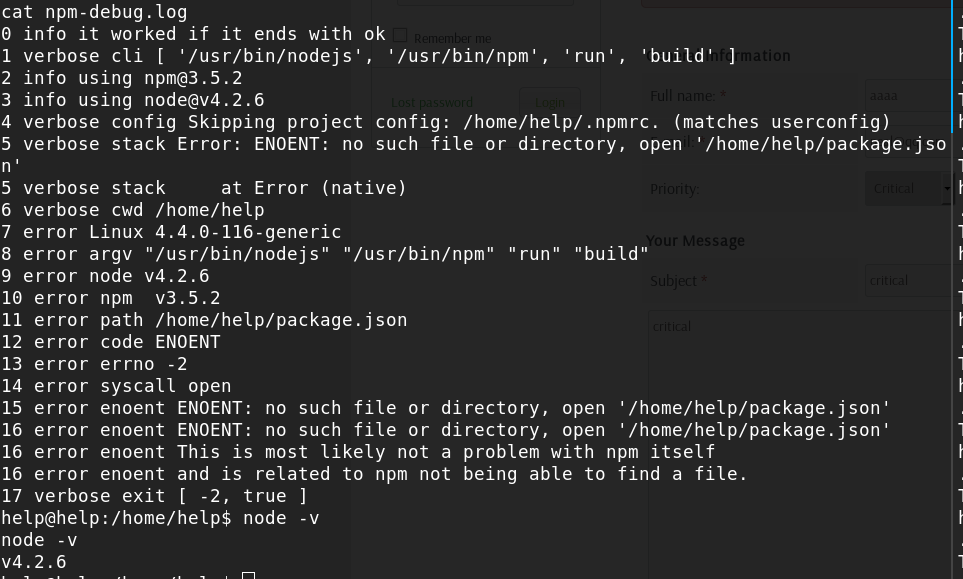 cat npm-debug.log
0 info it worked if it ends with ok
Remember me
1 verbose cli [ '/usr/bin/nodejs', '/usr/bin/npm', 'run', 'build' ]
Information
2 info using npm@3.5.2
3 info using node@v4.2.6
Lost password
Login
Full name: *
aaaa
4 verbose config Skipping project config: /home/help/.npmrc. (matches userconfig)
5 verbose stack Error: ENOENT: no such file or directory, open '/home/help/package.jso
n'
5 verbose stack     at Error (native)
Priority:
Critical
6 verbose cwd /home/help
7 error Linux 4.4.0-116-generic
Your Message
8 error argv "/usr/bin/nodejs" "/usr/bin/npm" "run" "build"
9 error node v4.2.6
Subject *
critical
10 error npm  v3.5.2
11 error path /home/help/package.json
critical
12 error code ENOENT
13 error errno -2
14 error syscall open
15 error enoent ENOENT: no such file or directory, open '/home/help/package.json'
16 error enoent ENOENT: no such file or directory, open '/home/help/package.json'
16 error enoent This is most likely not a problem with npm itself
16 error enoent and is related to npm not being able to find a file.
17 verbose exit [ -2, true ]
help@help:/home/help$ node -v
node -v
v4.2.6